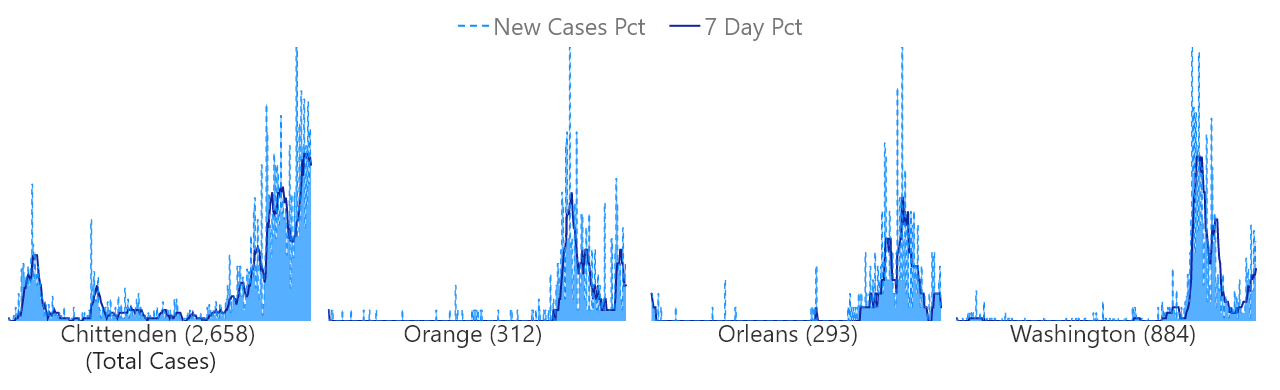 New Cases Pct 7 Day Pct
Chittenden (2,658) Orange (312) Orleans (293) Washington (884)
(Total Cases)